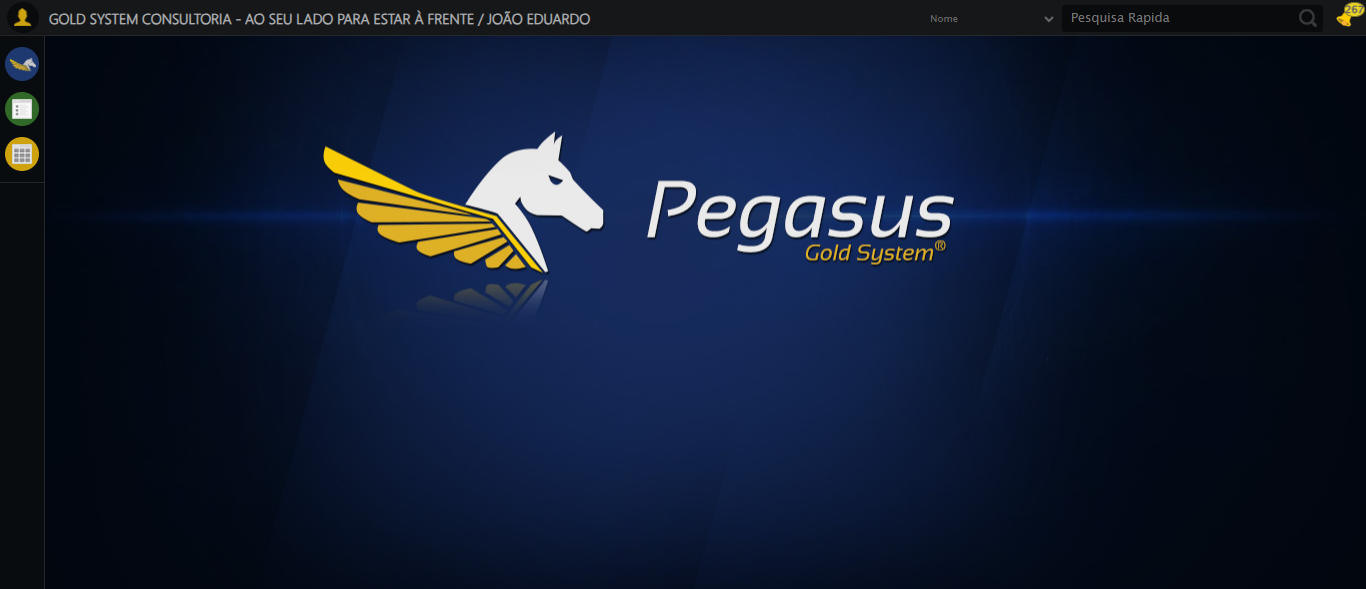 GOLD SYSTEM CONSULTORIA - AO SEU LADO PARA ESTAR À FRENTE / JOÃO EDUARDO
Nome
Pesquisa Rapida
267
Pegasus
Gold System®